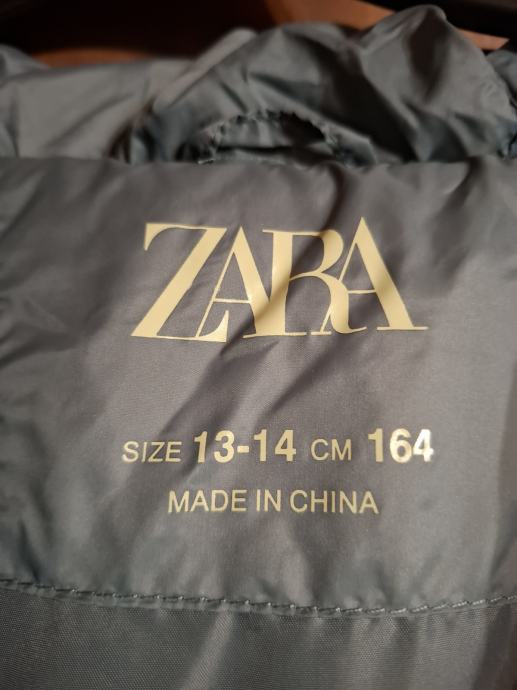 ZARA
SIZE 13-14 CM 164
MADE IN CHINA